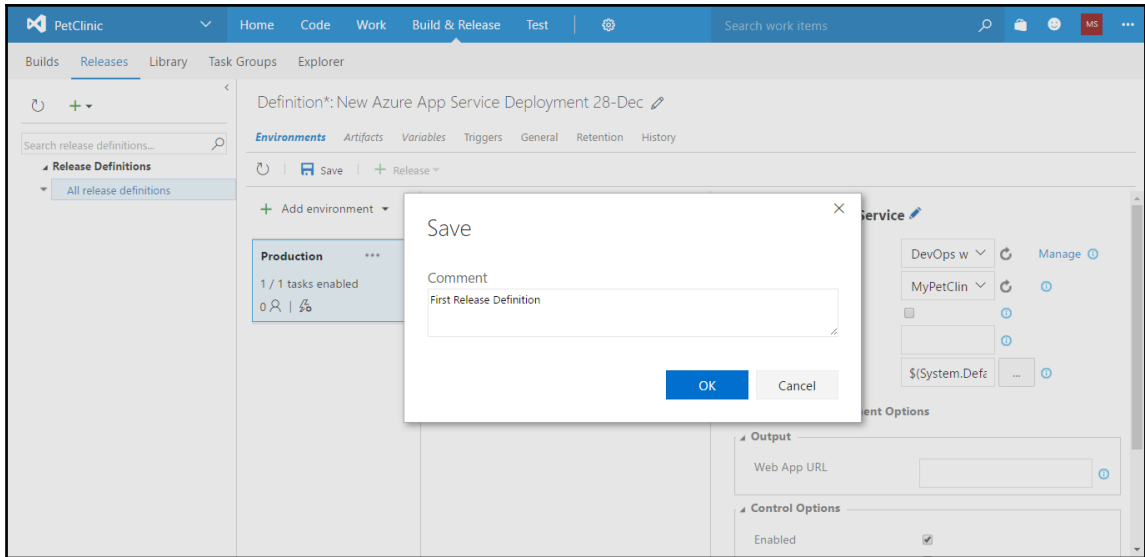 PetClinic Home Code Work Build & Release Test Search work items MS ...
Builds Releases Library Task Groups Explorer
Definition*: New Azure App Service Deployment 28-Dec
Search release definitions...
Environments Artifacts Variables Triggers General Retention History
Release Definitions
Save + Release
All release definitions
+ Add environment
Save
Service
Production ...
DevOps w Manage
1 / 1 tasks enabled
Comment
MyPetClin
0
First Release Definition
$(System.Defa ...
OK Cancel
ent Options
Output
Web App URL
Control Options
Enabled